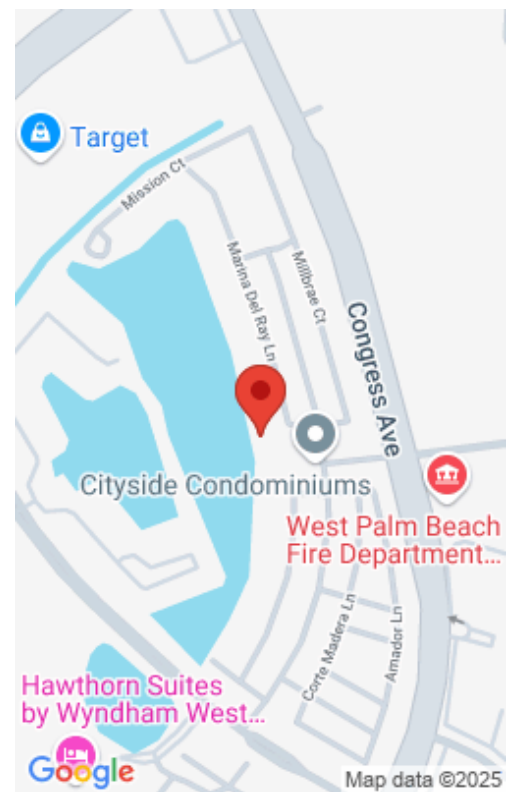 Target
Mission Ct
Marina Del Ray Ln
Millbrae Ct
Congress Ave
Cityside Condominiums
West Palm Beach
Fire Department...
Corte Madera Ln
Amador Ln
Hawthorn Suites
by Wyndham West...
Google
Map data ©2025